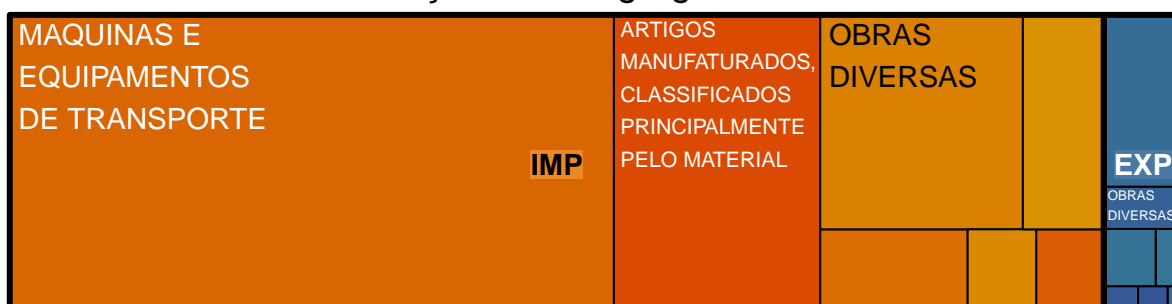 MAQUINAS E
EQUIPAMENTOS
DE TRANSPORTE
IMP
ARTIGOS
MANUFATURADOS,
CLASSIFICADOS
PRINCIPALMENTE
PELO MATERIAL
OBRAS
DIVERSAS
EXP
OBRAS
DIVERSAS